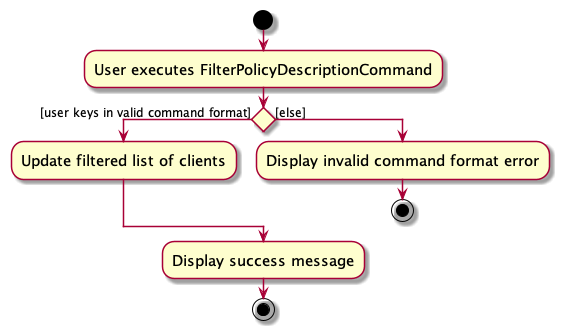 User executes FilterPolicyDescriptionCommand
[user keys in valid command format]
[else]
Update filtered list of clients
Display invalid command format error
Display success message